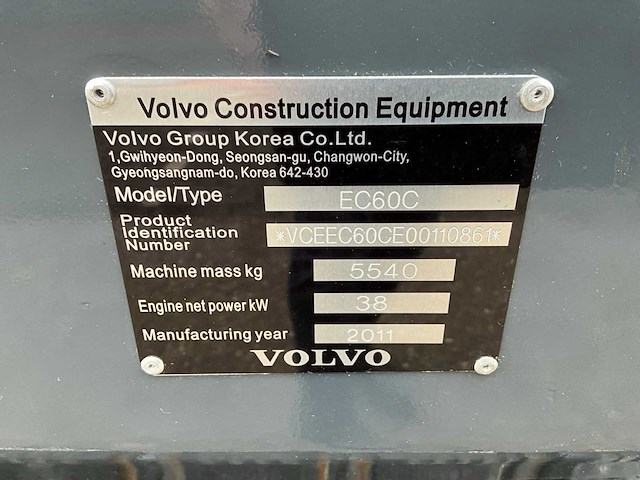 Volvo Construction Equipment
Volvo Group Korea Co.Ltd.
1,Gwihyeon-Dong, Seongsan-gu, Changwon-City,
Gyeongsangnam-do, Korea 642-430
Model/Type EC60C
Product
Identification
Number *VCEEC60CE00110861*
Machine mass kg 5540
Engine net power kW 38
Manufacturing year 2011
VOLVO